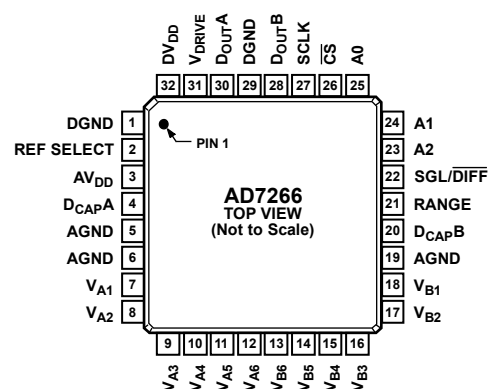 DVDD
VDRIVE
DOUTA
DGND
DOUTB
SCLK
CS
A0
32 31 30 29 28 27 26 25
DGND 1
REF SELECT 2
AVDD 3
DCAPA 4
AGND 5
AGND 6
VA1 7
VA2 8
PIN 1
AD7266
TOP VIEW
(Not to Scale)
24 A1
23 A2
22 SGL/DIFF
21 RANGE
20 DCAPB
19 AGND
18 VB1
17 VB2
9 10 11 12 13 14 15 16
VA3
VA4
VA5
VA6
VB6
VB5
VB4
VB3